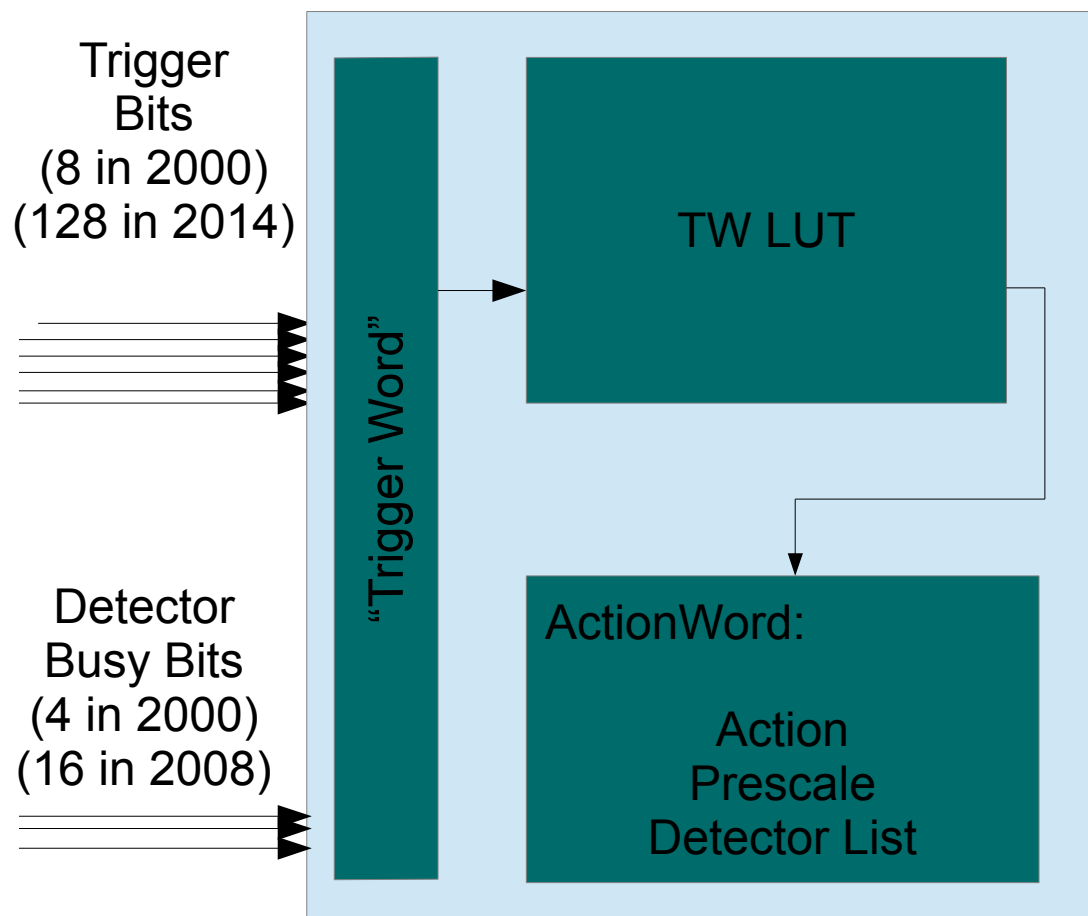 Trigger
Bits
(8 in 2000)
(128 in 2014)
Detector
Busy Bits
(4 in 2000)
(16 in 2008)
“Trigger Word”
TW LUT
ActionWord:
Action
Prescale
Detector List